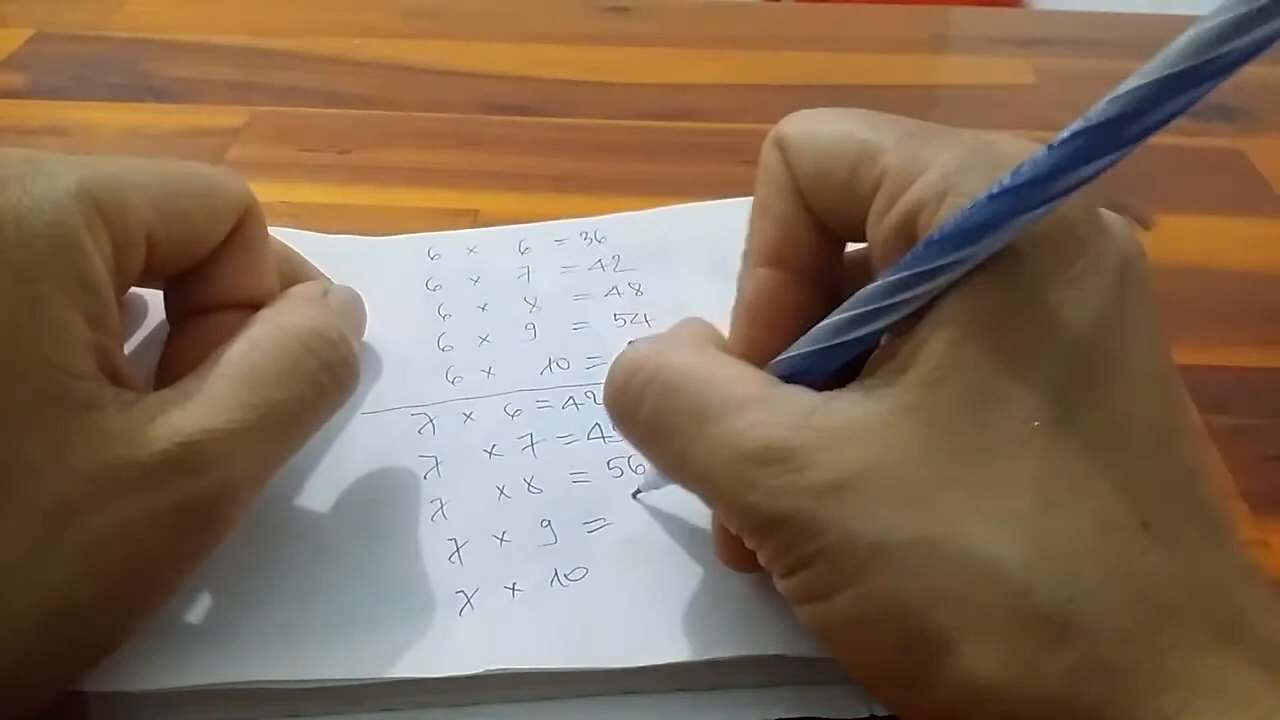 6 × 6 = 36
6 × 7 = 42
6 × 8 = 48
6 × 9 = 54
6 × 10 =
7 × 6 = 42
7 × 7 = 4
7 × 8 = 56
7 × 9 =
7 × 10